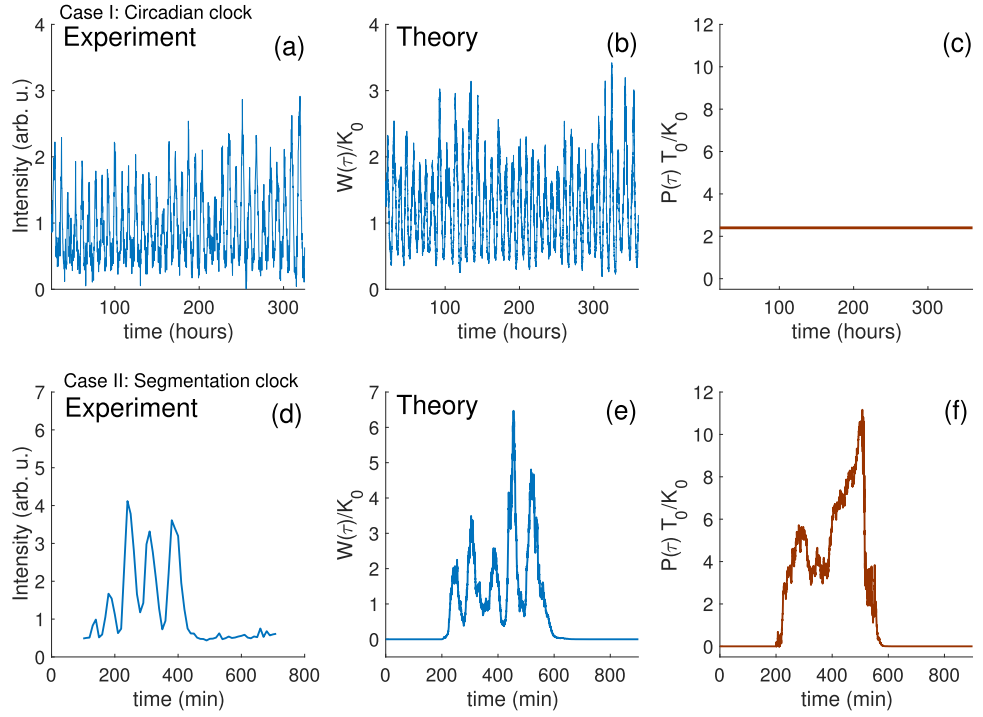 Case I: Circadian clock
Experiment
(a)
Intensity (arb. u.)
4
3
2
1
0
100
200
300
time (hours)
Theory
(b)
W(τ)/K₀
4
3
2
1
0
100
200
300
time (hours)
(c)
P(τ) T₀/K₀
12
10
8
6
4
2
0
100
200
300
time (hours)
Case II: Segmentation clock
Experiment
(d)
Intensity (arb. u.)
7
6
5
4
3
2
1
0
0
200
400
600
800
time (min)
Theory
(e)
W(τ)/K₀
7
6
5
4
3
2
1
0
0
200
400
600
800
time (min)
(f)
P(τ) T₀/K₀
12
10
8
6
4
2
0
0
200
400
600
800
time (min)